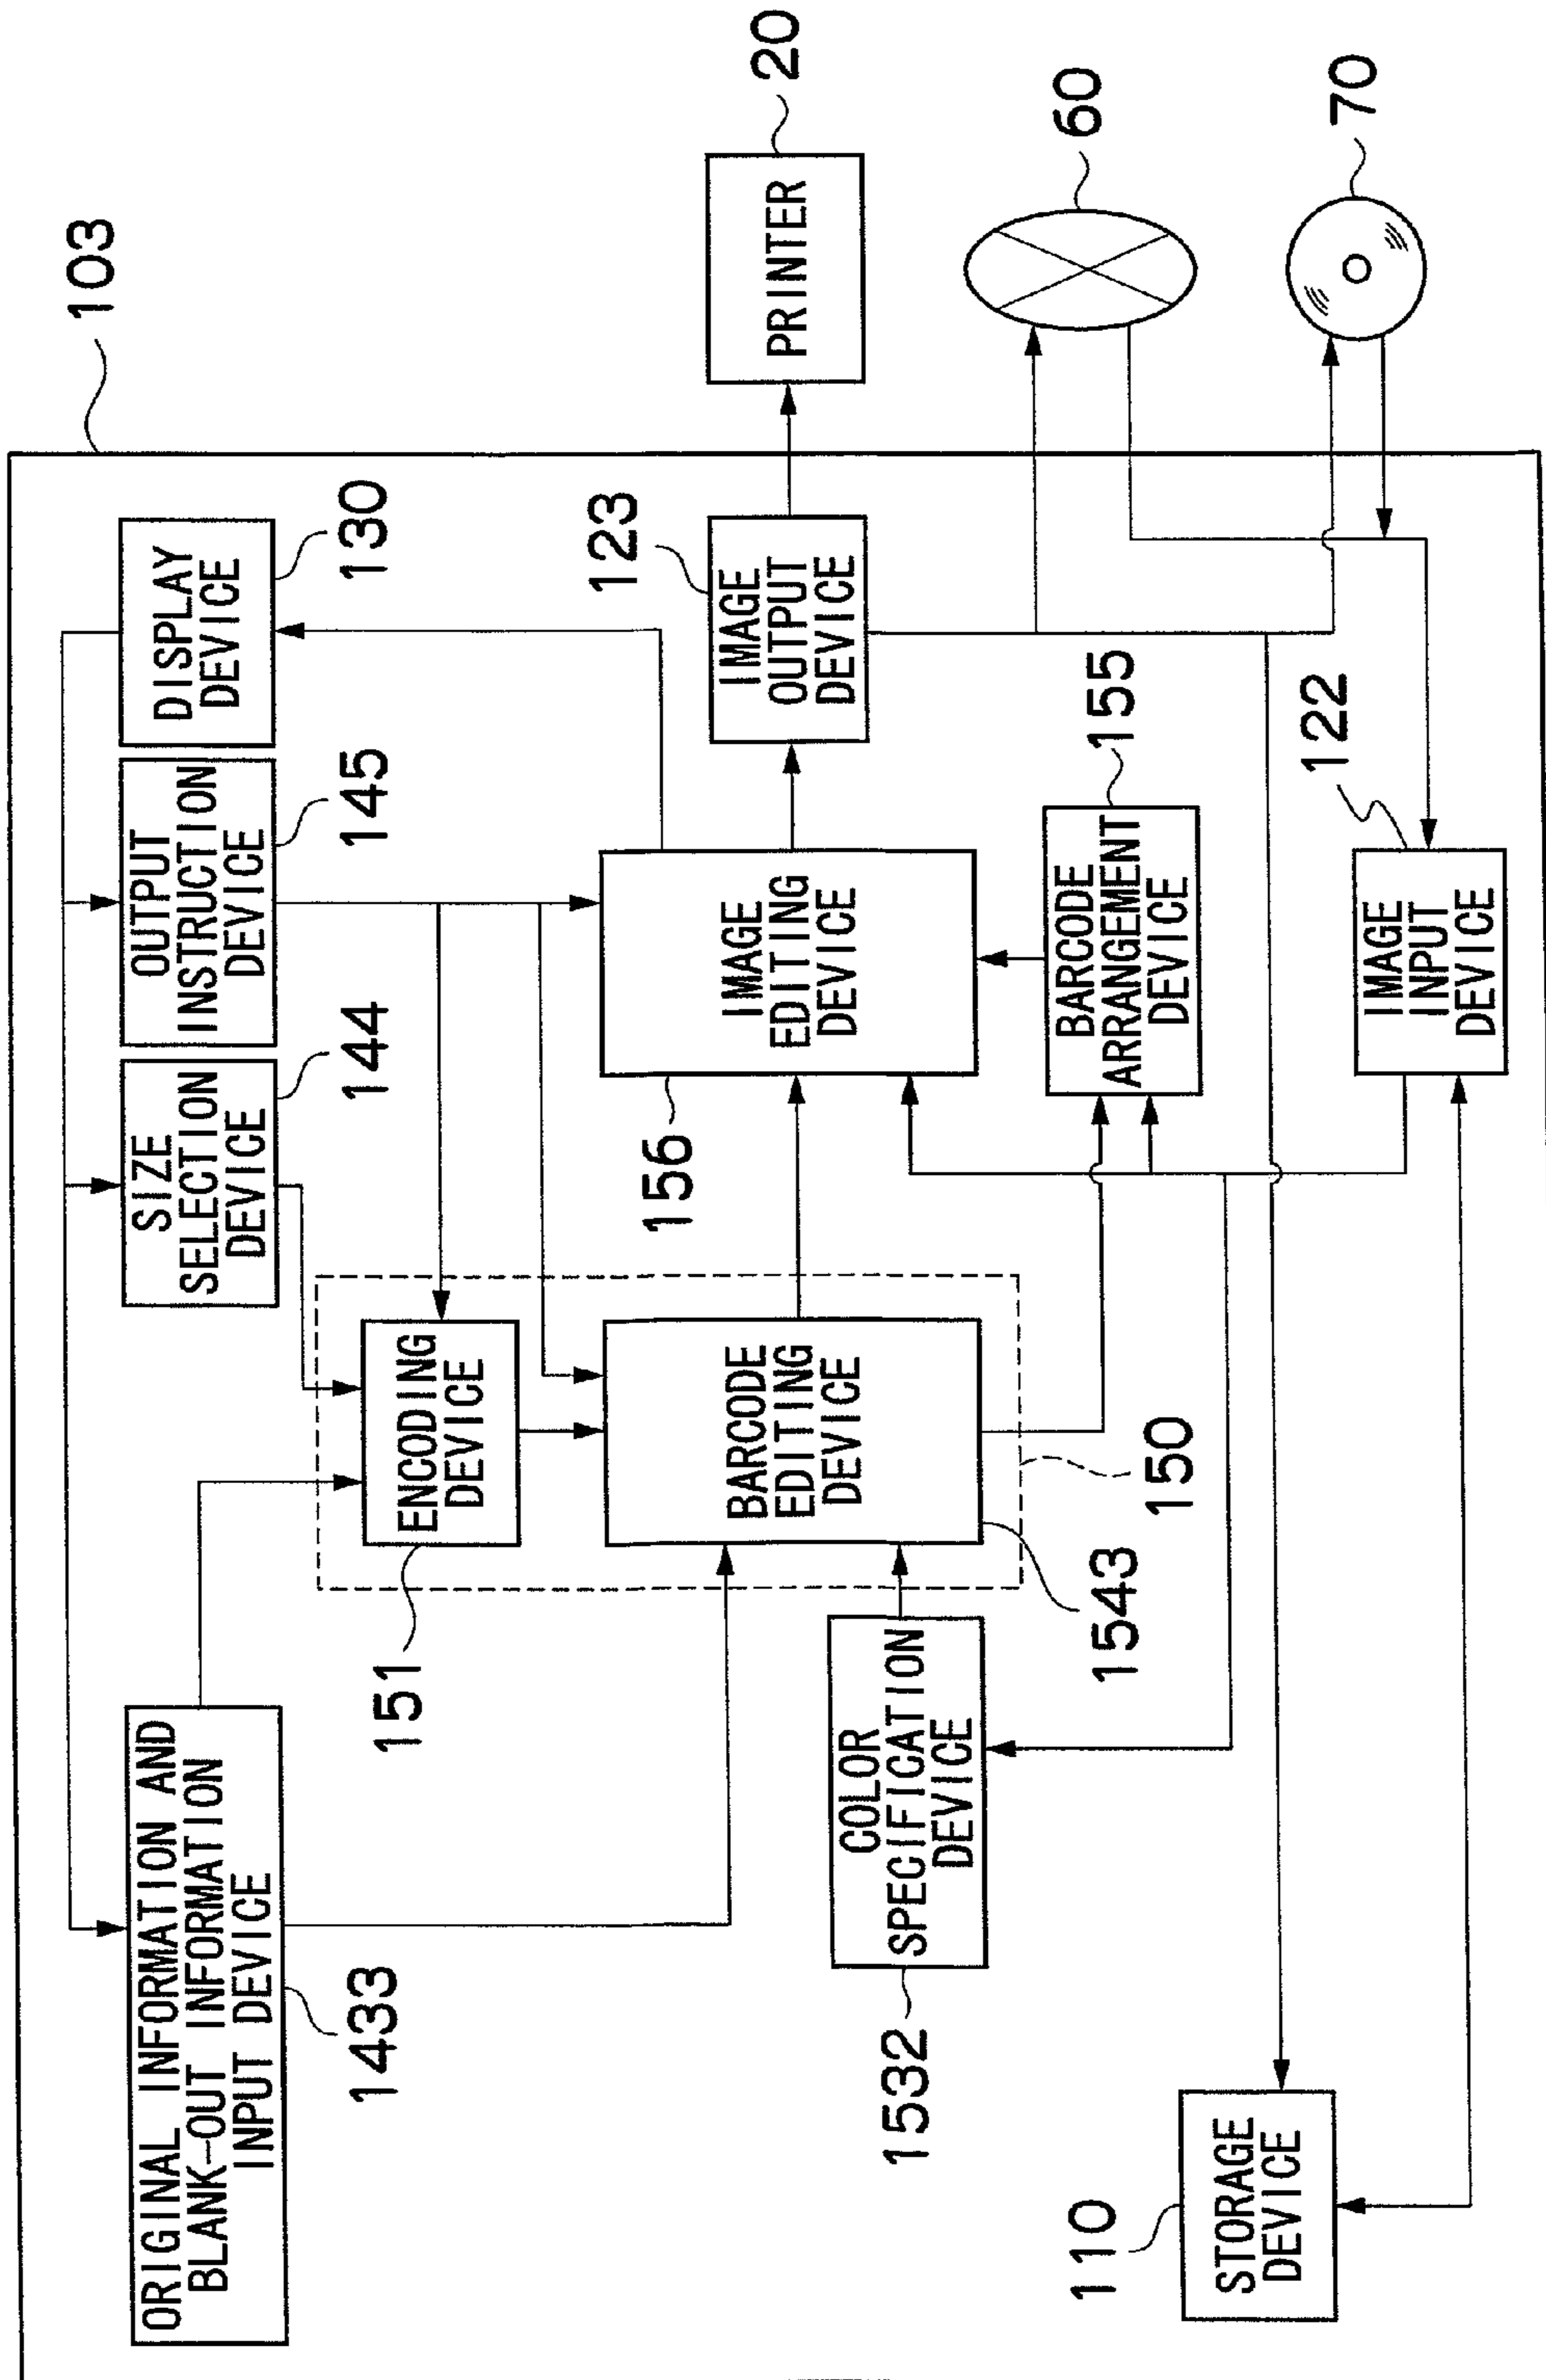 103
ORIGINAL INFORMATION AND
BLANK-OUT INFORMATION
INPUT DEVICE
1433
SIZE
SELECTION
DEVICE
144
OUTPUT
INSTRUCTION
DEVICE
145
DISPLAY
DEVICE
130
151
ENCODING
DEVICE
BARCODE
EDITING
DEVICE
1543
150
156
IMAGE
EDITING
DEVICE
123
IMAGE
OUTPUT
DEVICE
PRINTER
20
COLOR
SPECIFICATION
DEVICE
1532
BARCODE
ARRANGEMENT
DEVICE
155
60
110
STORAGE
DEVICE
122
IMAGE
INPUT
DEVICE
70